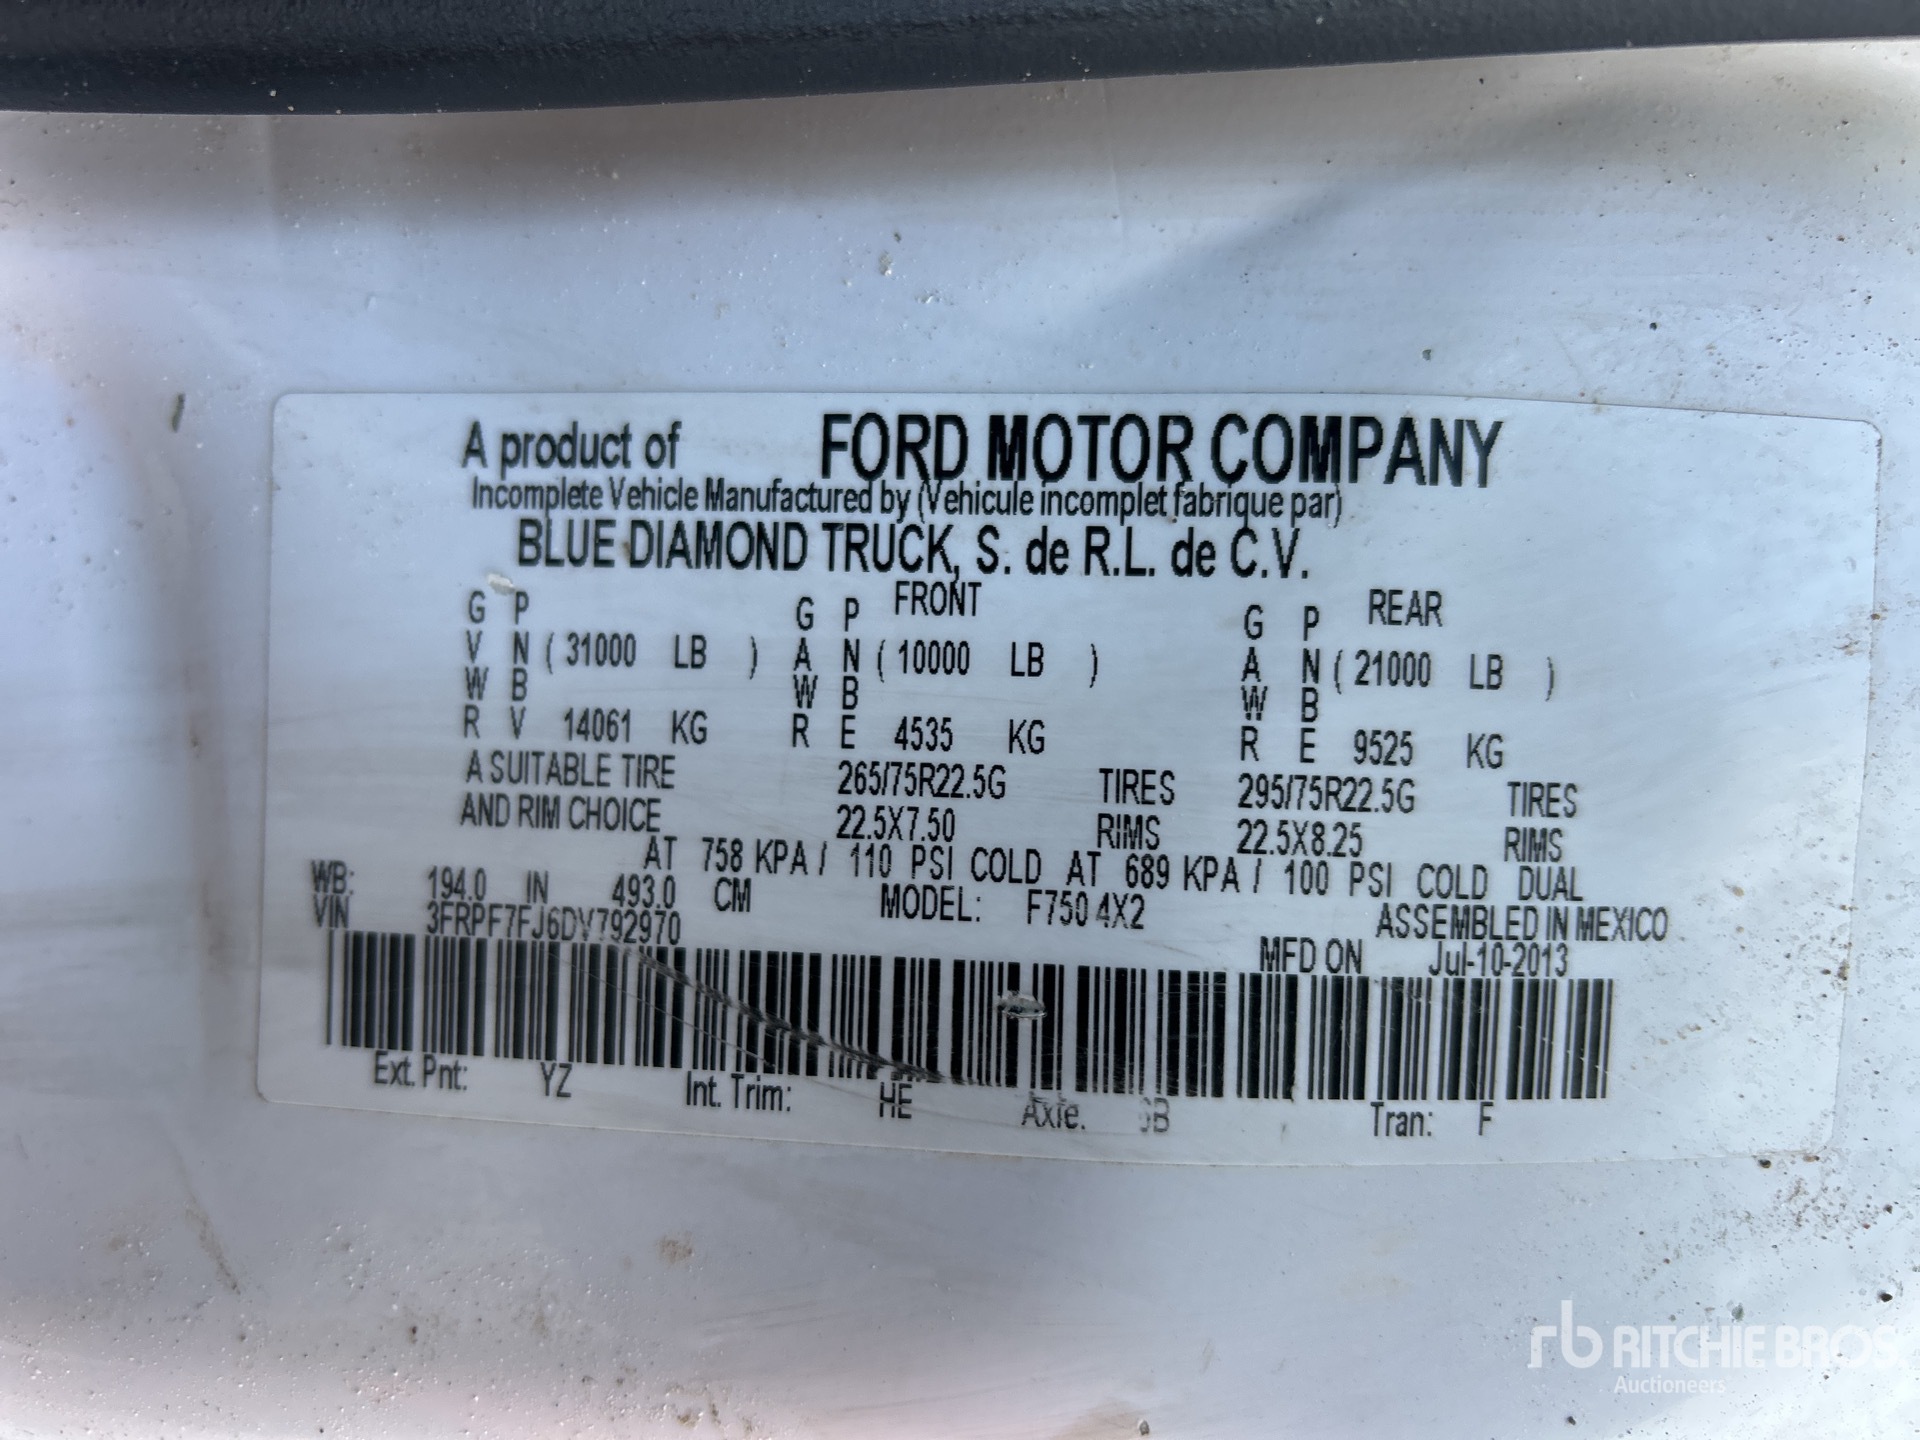 A product of FORD MOTOR COMPANY
Incomplete Vehicle Manufactured by (Vehicule incomplet fabrique par)
BLUE DIAMOND TRUCK, S. de R.L. de C.V.
G P G P FRONT G P REAR
V N ( 31000 LB ) A N ( 10000 LB ) A N ( 21000 LB )
W B W B W B
R V 14061 KG R E 4535 KG R E 9525 KG
A SUITABLE TIRE 265/75R22.5G TIRES 295/75R22.5G TIRES
AND RIM CHOICE 22.5X7.50 RIMS 22.5X8.25 RIMS
AT 758 KPA / 110 PSI COLD AT 689 KPA / 100 PSI COLD DUAL
WB: 194.0 IN 493.0 CM MODEL: F750 4X2 ASSEMBLED IN MEXICO
VIN 3FRPF7FJ6DV792970 MFD ON Jul-10-2013
Ext. Pnt: YZ Int. Trim: HE Axle: Tran: F
rb RITCHIE BROS.
Auctioneers